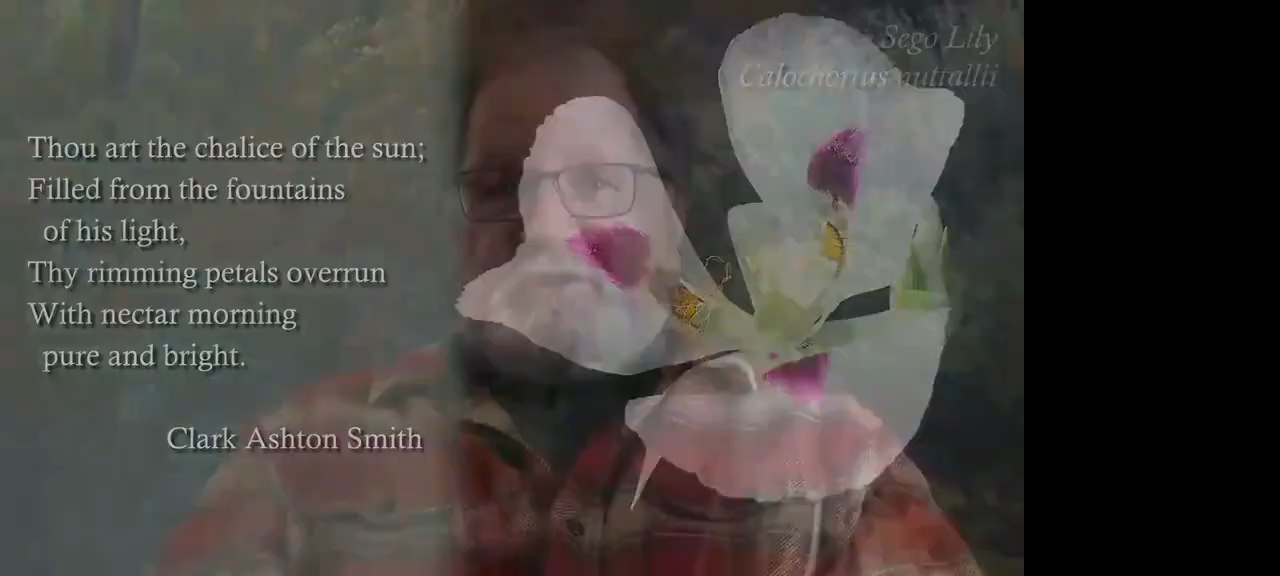 Sego Lily
Calochortus nuttallii
Thou art the chalice of the sun;
Filled from the fountains
of his light,
Thy rimming petals overrun
With nectar morning
pure and bright.
Clark Ashton Smith